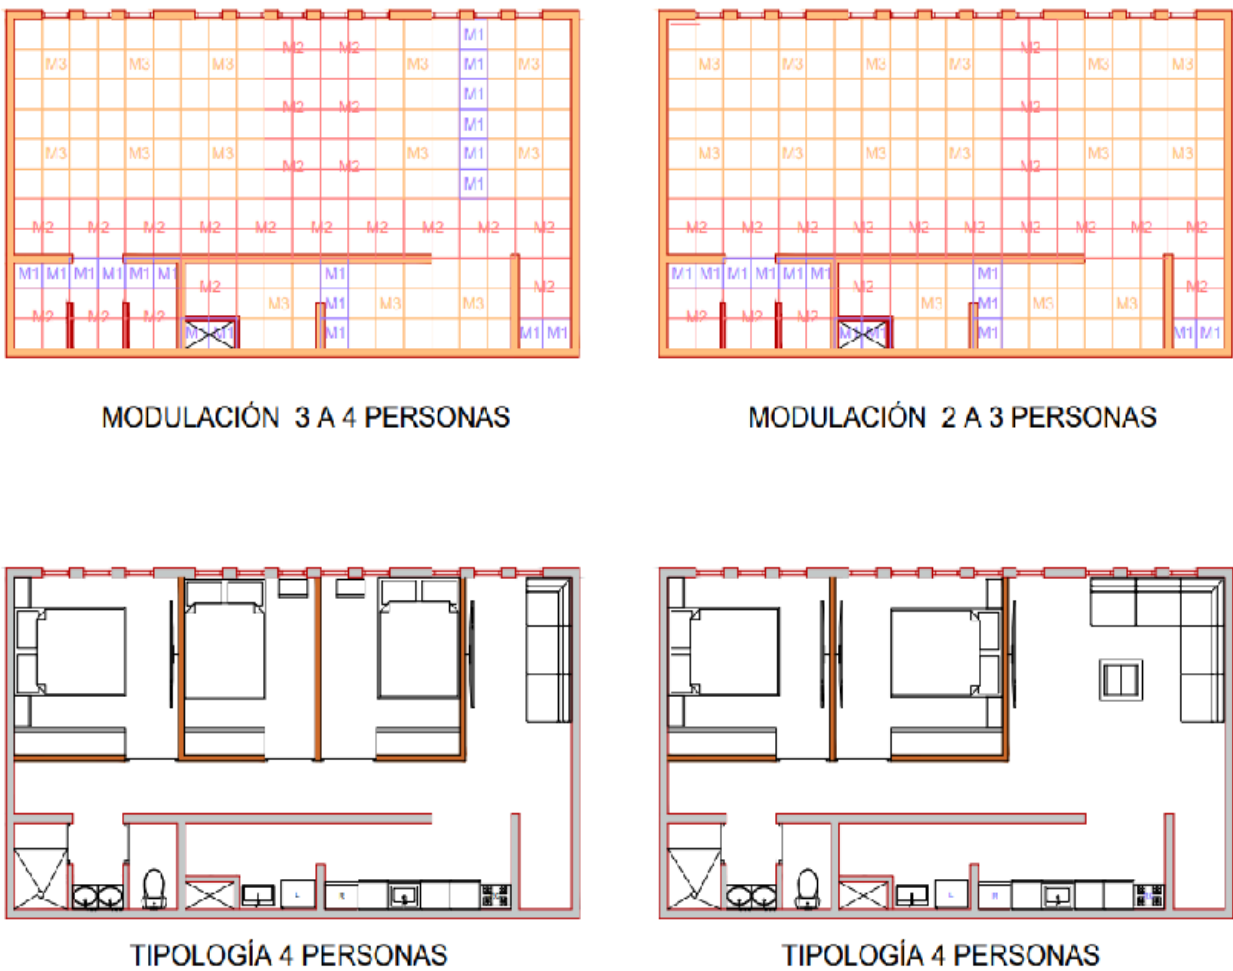 M1
M2 M2
M3 M3 M3 M3 M1 M3
M1
M2 M2
M1
M3 M3 M3 M3 M1 M3
M2 M2
M1
M2 M2 M2 M2 M2 M2 M2 M2 M2 M2
M1 M1 M1 M1 M1 M1 M1
M2 M2
M3 M1 M3 M3
M2 M2 M2
M1 M1 M1 M1 M1
MODULACIÓN 3 A 4 PERSONAS
M2
M3 M3 M3 M3 M3
M2
M3 M3 M3 M3 M3
M2
M2 M2 M2 M2 M2 M2 M2 M2 M2 M2
M1 M1 M1 M1 M1 M1 M1
M2 M2
M3 M1 M3 M3
M2 M2 M2
M1 M1 M1 M1 M1
MODULACIÓN 2 A 3 PERSONAS
L R
TIPOLOGÍA 4 PERSONAS
L R
TIPOLOGÍA 4 PERSONAS